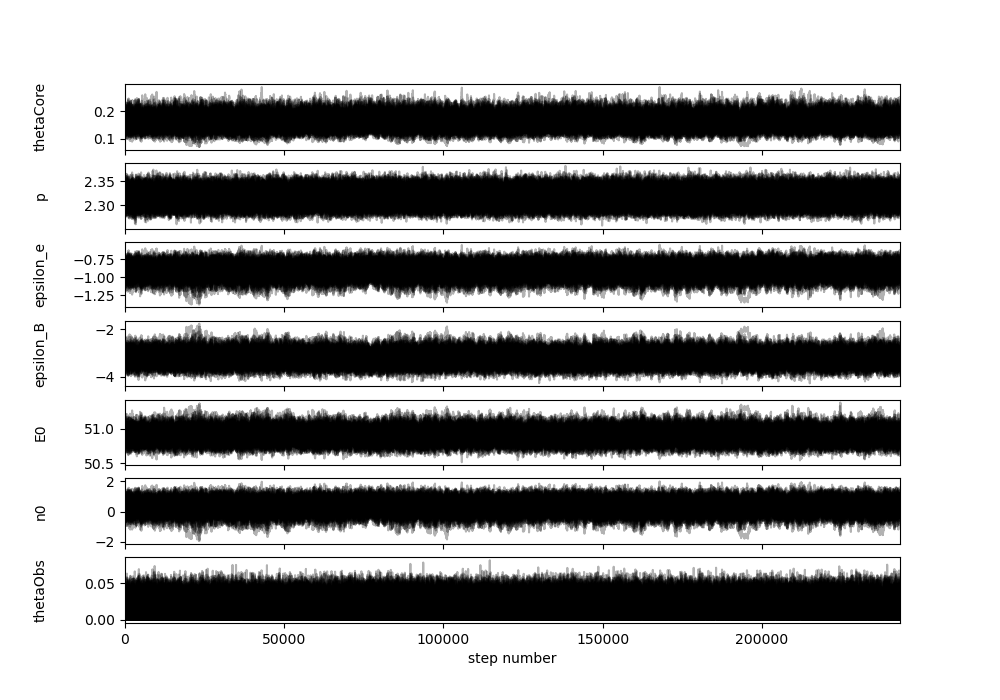 thetaCore
0.2
0.1
p
2.35
2.30
epsilon_e
−0.75
−1.00
−1.25
epsilon_B
−2
−4
E0
51.0
50.5
n0
2
0
−2
thetaObs
0.05
0.00
0 50000 100000 150000 200000
step number